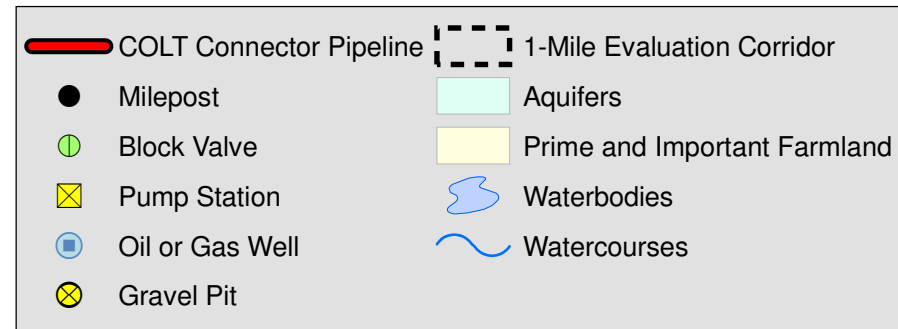 COLT Connector Pipeline
Milepost
Block Valve
Pump Station
Oil or Gas Well
Gravel Pit
1-Mile Evaluation Corridor
Aquifers
Prime and Important Farmland
Waterbodies
Watercourses